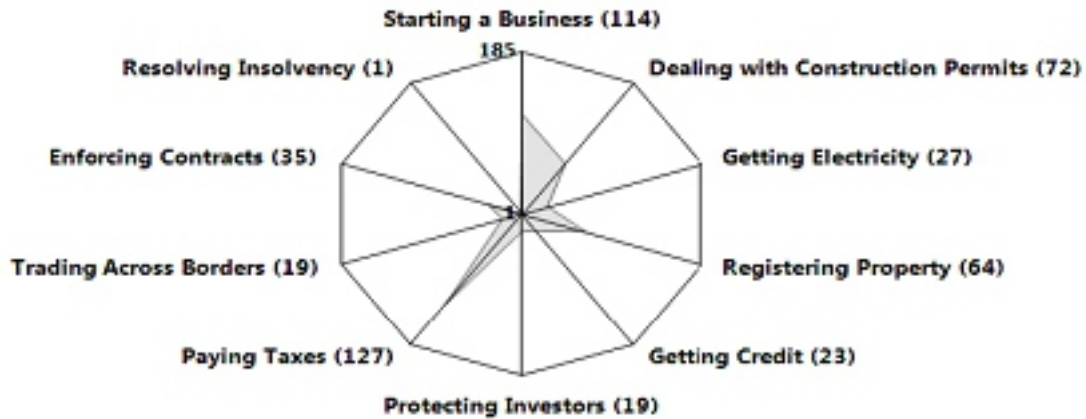 Starting a Business (114)
185
Resolving Insolvency (1)
Dealing with Construction Permits (72)
Enforcing Contracts (35)
Getting Electricity (27)
1
Trading Across Borders (19)
Registering Property (64)
Paying Taxes (127)
Getting Credit (23)
Protecting Investors (19)